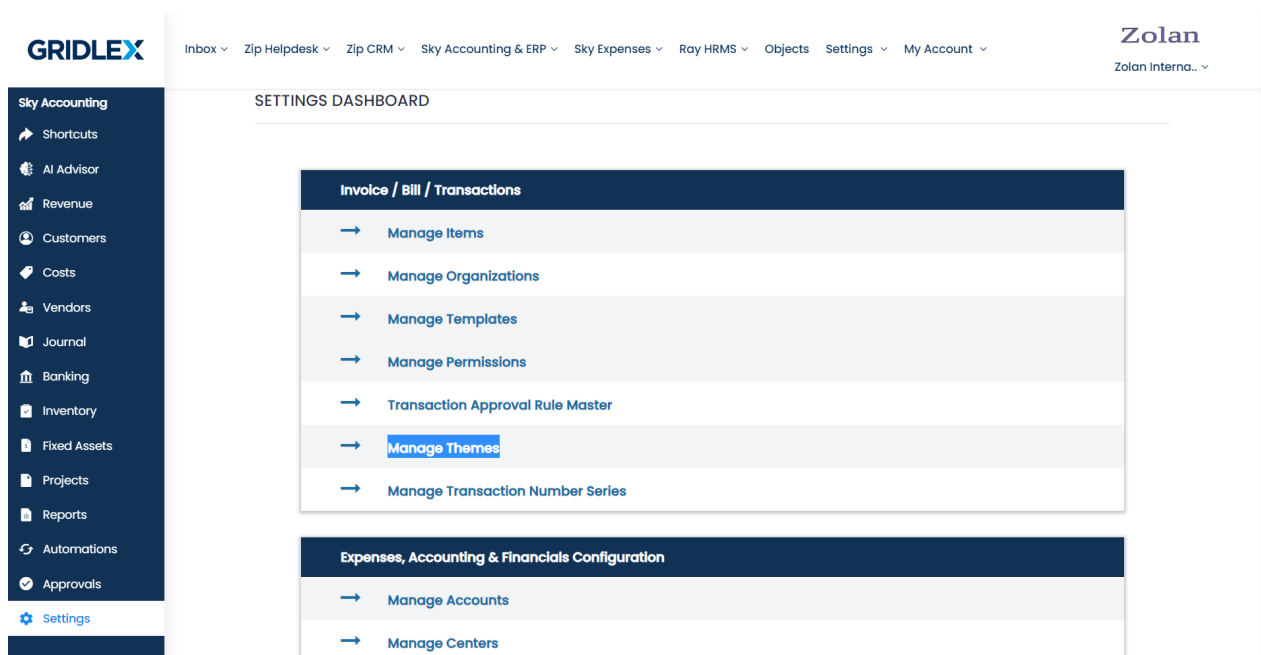 GRIDLEX
Inbox Zip Helpdesk Zip CRM Sky Accounting & ERP Sky Expenses Ray HRMS Objects Settings My Account
Zolan
Zolan Interna..
Sky Accounting
Shortcuts
AI Advisor
Revenue
Customers
Costs
Vendors
Journal
Banking
Inventory
Fixed Assets
Projects
Reports
Automations
Approvals
Settings
SETTINGS DASHBOARD
Invoice / Bill / Transactions
Manage Items
Manage Organizations
Manage Templates
Manage Permissions
Transaction Approval Rule Master
Manage Themes
Manage Transaction Number Series
Expenses, Accounting & Financials Configuration
Manage Accounts
Manage Centers